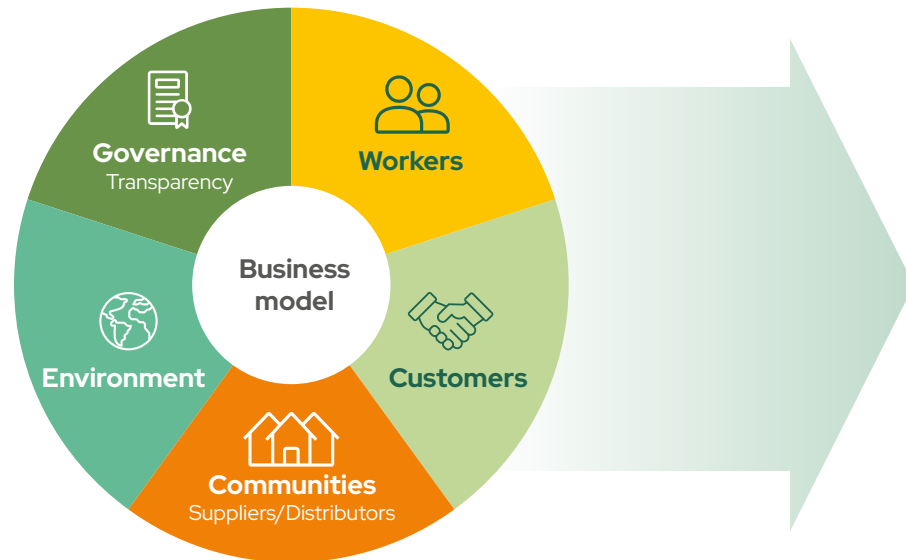 Governance
Transparency
Workers
Business
model
Environment
Customers
Communities
Suppliers/Distributors